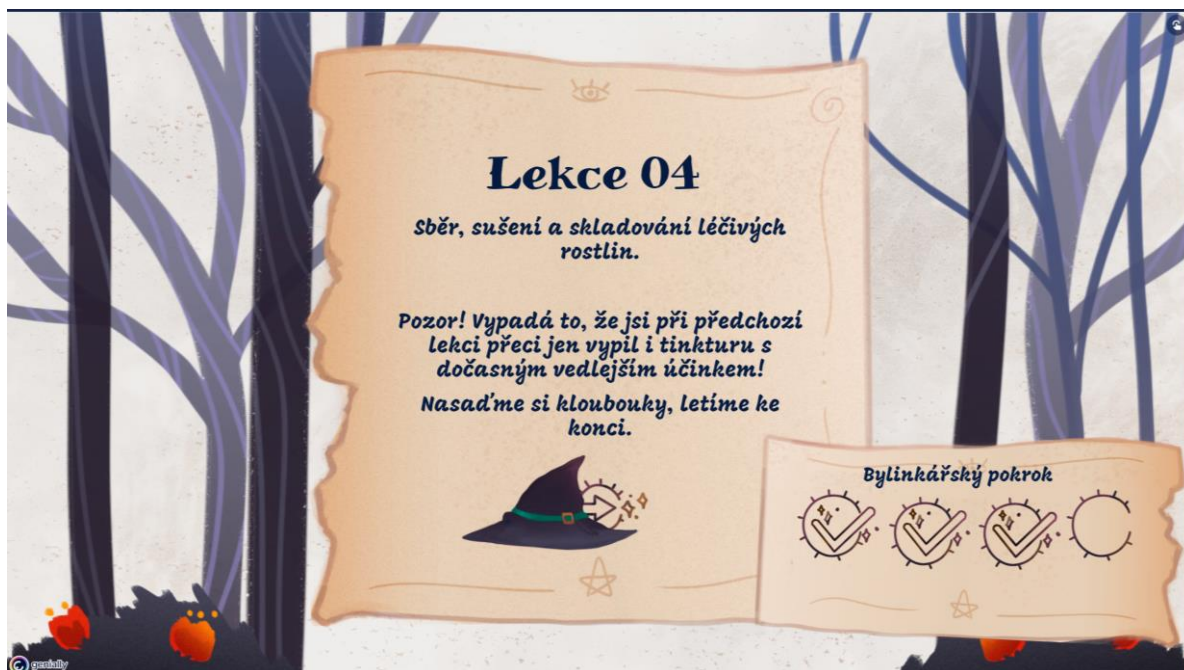 Lekce 04
Sběr, sušení a skladování léčivých
rostlin.
Pozor! Vypadá to, že jsi při předchozí
lekci přeci jen vypil i tinkturu s
dočasným vedlejším účinkem!
Nasaďme si kloubouky, letíme ke
konci.
Bylinkářský pokrok
genially